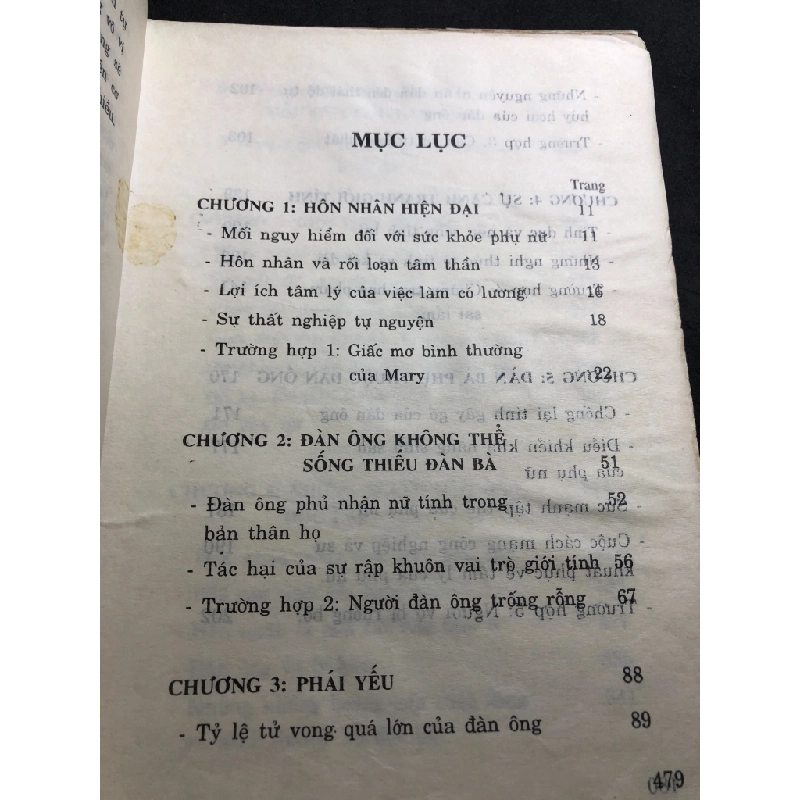 MỤC LỤC
Trang
CHƯƠNG 1: HÔN NHÂN HIỆN ĐẠI 11
- Mối nguy hiểm đối với sức khỏe phụ nữ 11
- Hôn nhân và rối loạn tâm thần 13
- Lợi ích tâm lý của việc làm có lương 16
- Sự thất nghiệp tự nguyện 18
- Trường hợp 1: Giấc mơ bình thường
của Mary 22
CHƯƠNG 2: ĐÀN ÔNG KHÔNG THỂ
SỐNG THIẾU ĐÀN BÀ 51
- Đàn ông phủ nhận nữ tính trong 52
bản thân họ
- Tác hại của sự rập khuôn vai trò giới tính 56
- Trường hợp 2: Người đàn ông trống rỗng 67
CHƯƠNG 3: PHÁI YẾU 88
- Tỷ lệ tử vong quá lớn của đàn ông 89
479